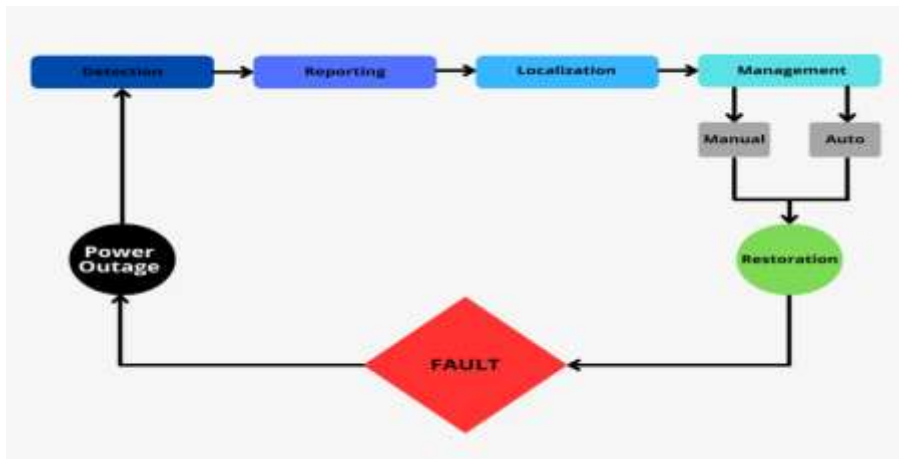 Detection
Reporting
Localization
Management
Manual
Auto
Power
Outage
Restoration
FAULT